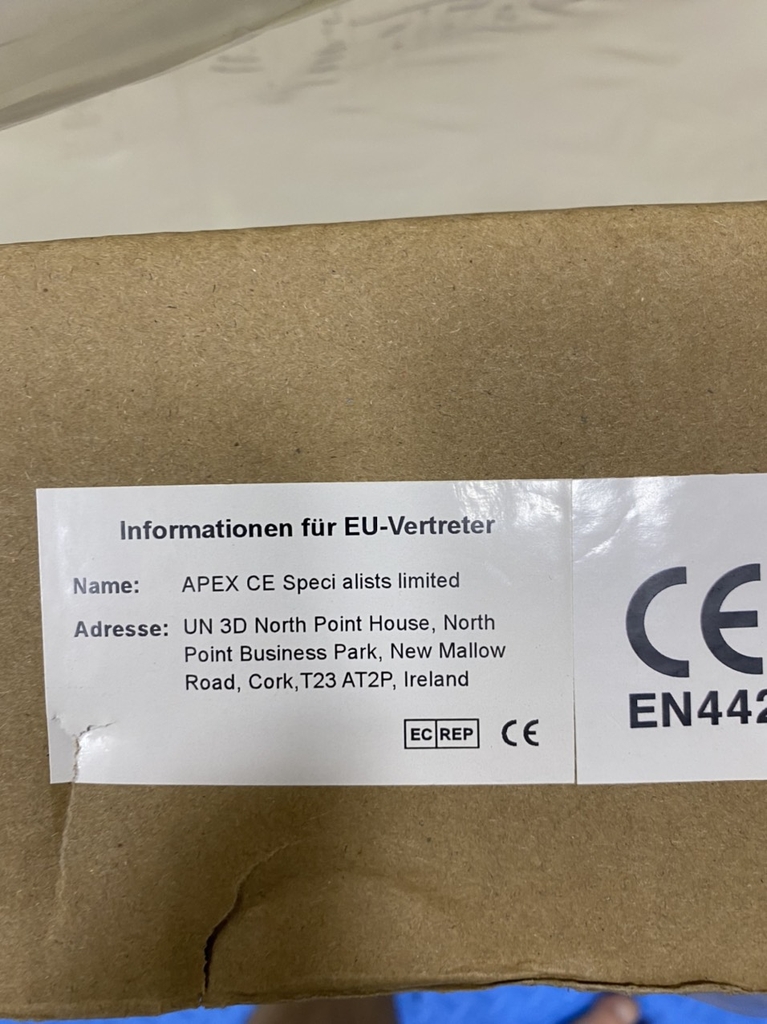 Informationen für EU-Vertreter
Name: APEX CE Speci alists limited
Adresse: UN 3D North Point House, North
Point Business Park, New Mallow
Road, Cork,T23 AT2P, Ireland
EC REP CE
CE
EN442